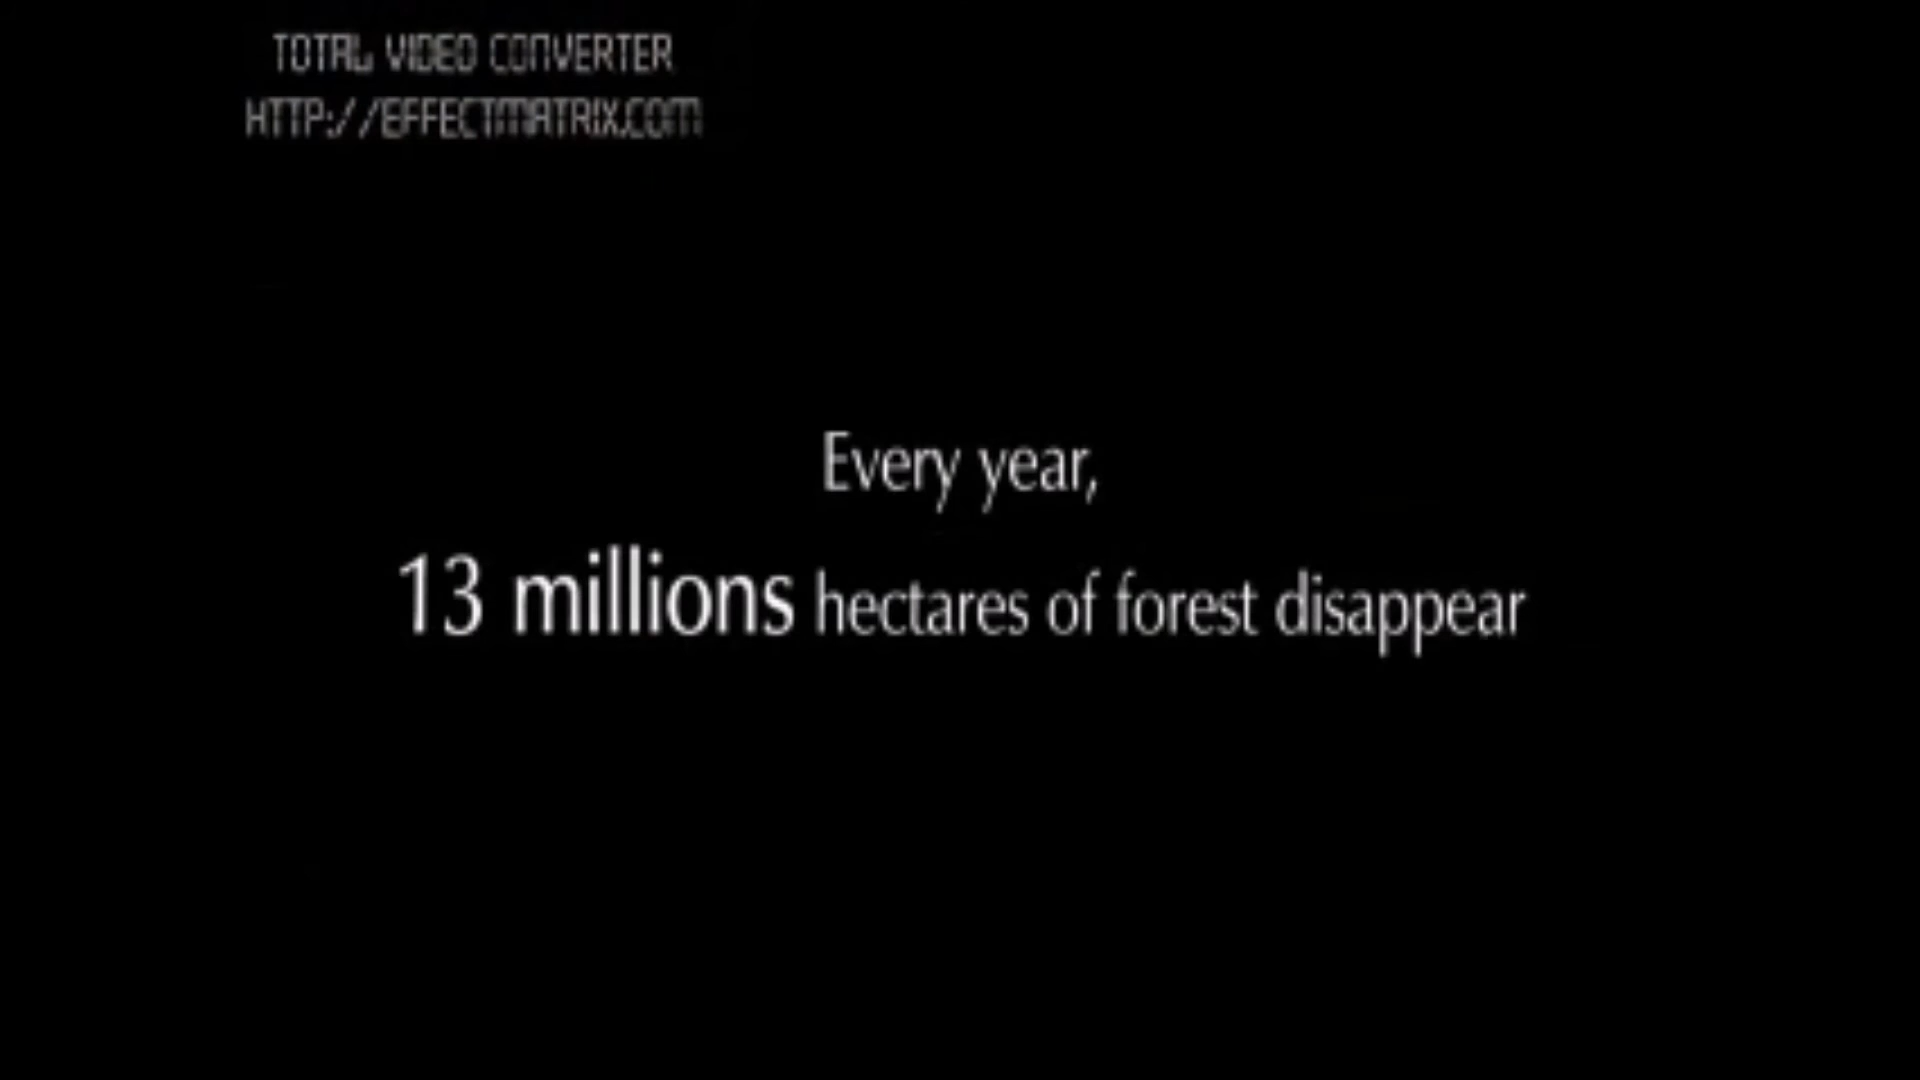 TOTAL VIDEO CONVERTER
HTTP://EFFECTMATRIX.COM
Every year,
13 millions hectares of forest disappear